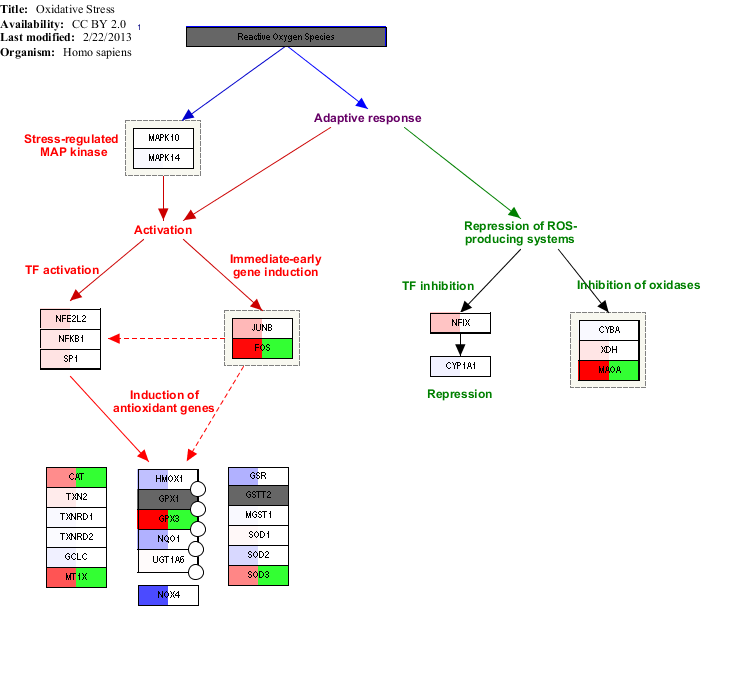 Title: Oxidative Stress
Availability: CC BY 2.0
Last modified: 2/22/2013
Organism: Homo sapiens
1
Reactive Oxygen Species
Adaptive response
Stress-regulated
MAP kinase
MAPK10
MAPK14
Activation
Repression of ROS-
producing systems
TF activation
Immediate-early
gene induction
TF inhibition
Inhibition of oxidases
NFE2L2
NFKB1
SP1
JUNB
FOS
NFIX
CYP1A1
Repression
CYBA
XDH
MAOA
Induction of
antioxidant genes
CAT
TXN2
TXNRD1
TXNRD2
GCLC
MT1X
HMOX1
GPX1
GPX3
NQO1
UGT1A6
NOX4
GSR
GSTT2
MGST1
SOD1
SOD2
SOD3